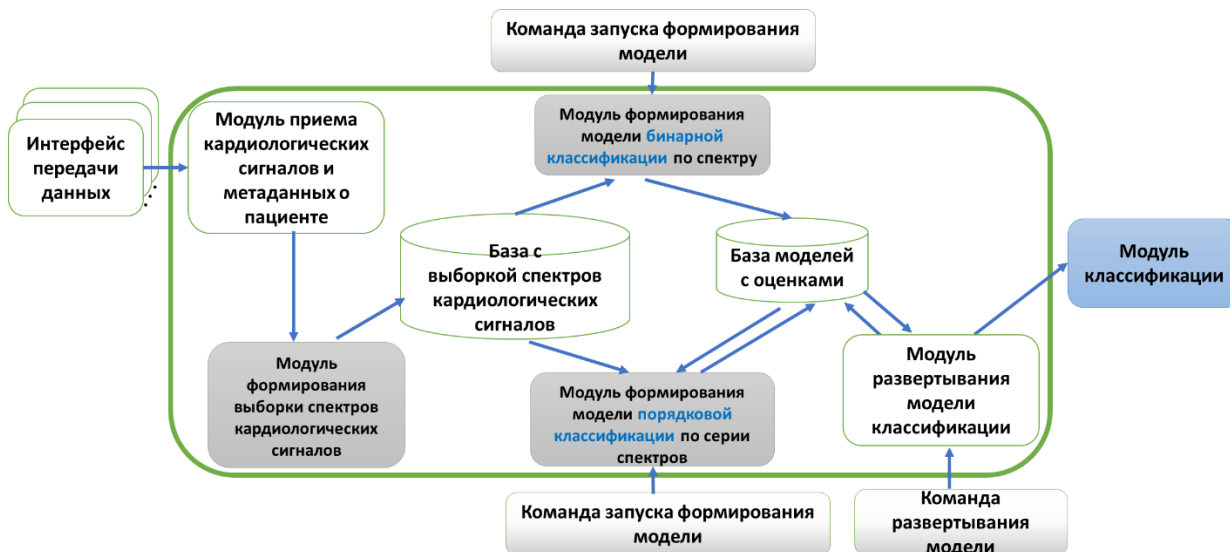 Команда запуска формирования
модели
Интерфейс
передачи
данных
Модуль приема
кардиологических
сигналов и
метаданных о
пациенте
Модуль формирования
модели бинарной
классификации по спектру
База с
выборкой спектров
кардиологических
сигналов
База моделей
с оценками
Модуль
классификации
Модуль
формирования
выборки спектров
кардиологических
сигналов
Модуль формирования
модели порядковой
классификации по серии
спектров
Модуль
развертывания
модели
классификации
Команда запуска формирования
модели
Команда
развертывания
модели